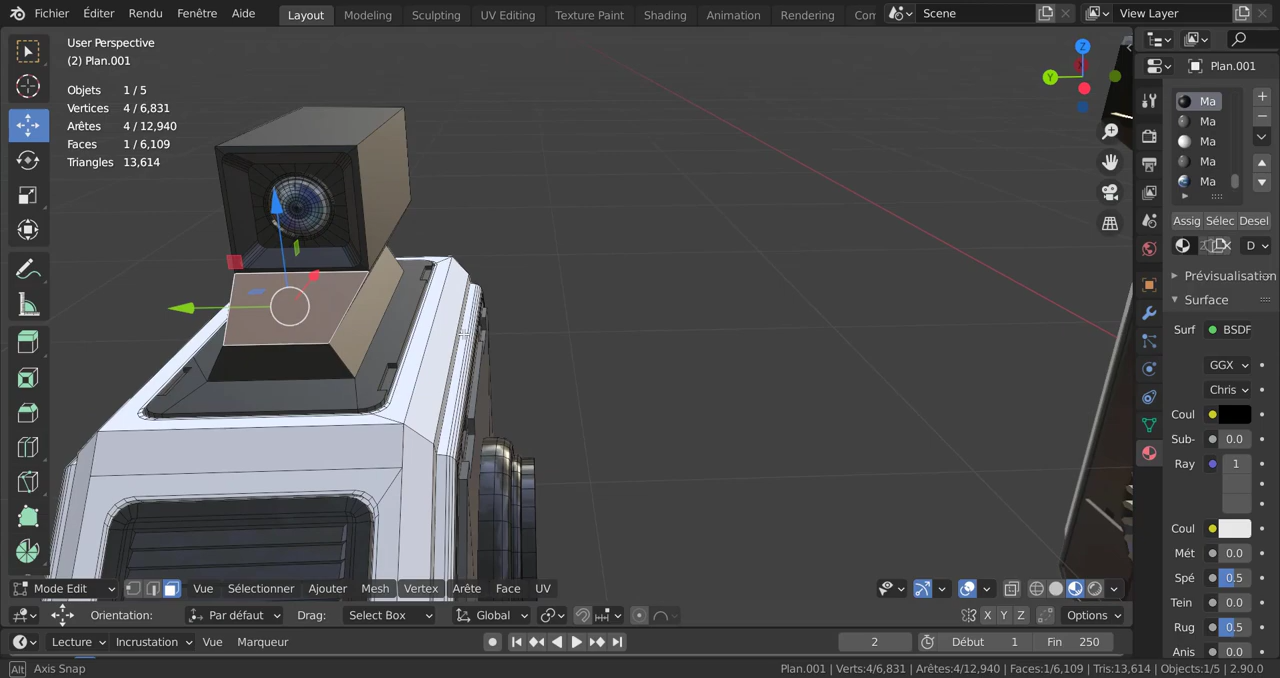 Fichier Éditer Rendu Fenêtre Aide Layout Modeling Sculpting UV Editing Texture Paint Shading Animation Rendering Con Scene View Layer
User Perspective
(2) Plan.001
Plan.001
Objets 1 / 5
Vertices 4 / 6,831
Arêtes 4 / 12,940
Faces 1 / 6,109
Triangles 13,614
Z
Y
Ma
Ma
Ma
Ma
Ma
Assig Sélec Desel
D
Prévisualisation
Surface
Surf BSDF
GGX
Chris
Coul
Sub- 0.0
Ray 1
Coul
Mét 0.0
Spé 0.5
Tein 0.0
Rug 0.5
Anis 0.0
Mode Edit Vue Sélectionner Ajouter Mesh Vertex Arête Face UV
Orientation: Par défaut Drag: Select Box Global X Y Z Options
Lecture Incrustation Vue Marqueur 2 Début 1 Fin 250
Alt Axis Snap Plan.001 | Verts:4/6,831 | Arêtes:4/12,940 | Faces:1/6,109 | Tris:13,614 | Objects:1/5 | 2.90.0